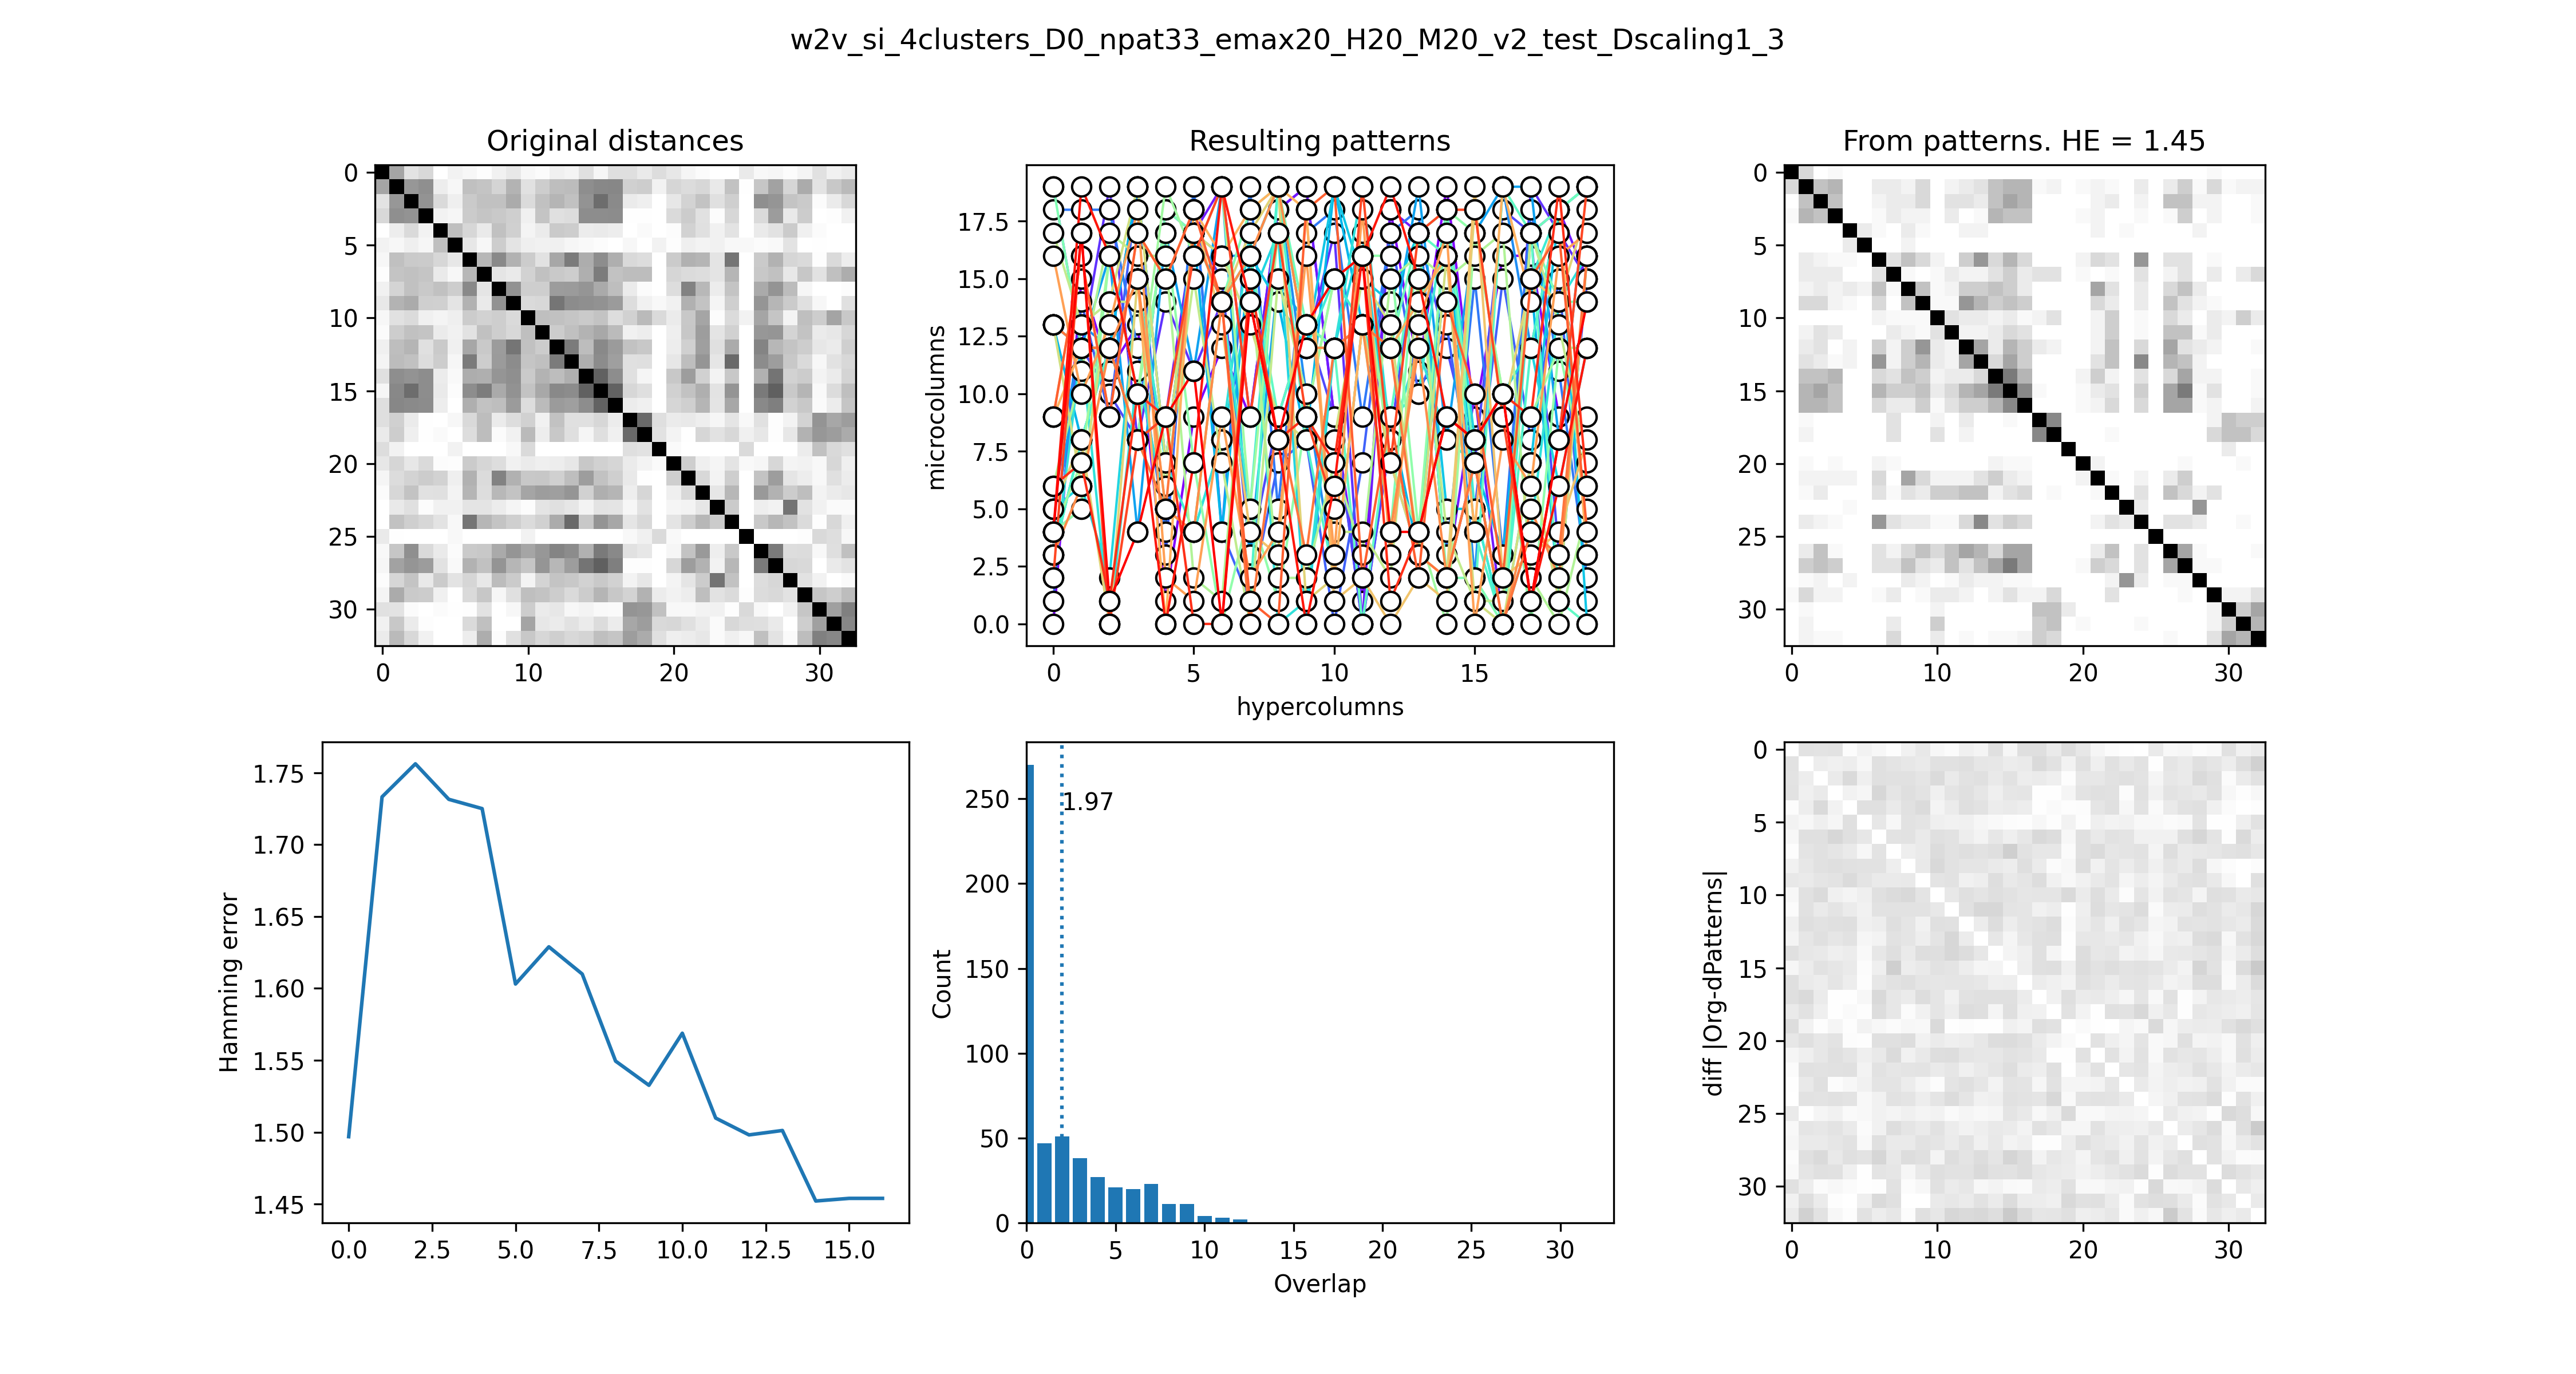 w2v_si_4clusters_D0_npat33_emax20_H20_M20_v2_test_Dscaling1_3
Original distances
0
5
10
15
20
25
30
0 10 20 30
Resulting patterns
microcolumns
17.5
15.0
12.5
10.0
7.5
5.0
2.5
0.0
0 5 10 15
hypercolumns
From patterns. HE = 1.45
0
5
10
15
20
25
30
0 10 20 30
Hamming error
1.75
1.70
1.65
1.60
1.55
1.50
1.45
0.0 2.5 5.0 7.5 10.0 12.5 15.0
Count
250
200
150
100
50
0
1.97
0 5 10 15 20 25 30
Overlap
diff |Org-dPatterns|
0
5
10
15
20
25
30
0 10 20 30